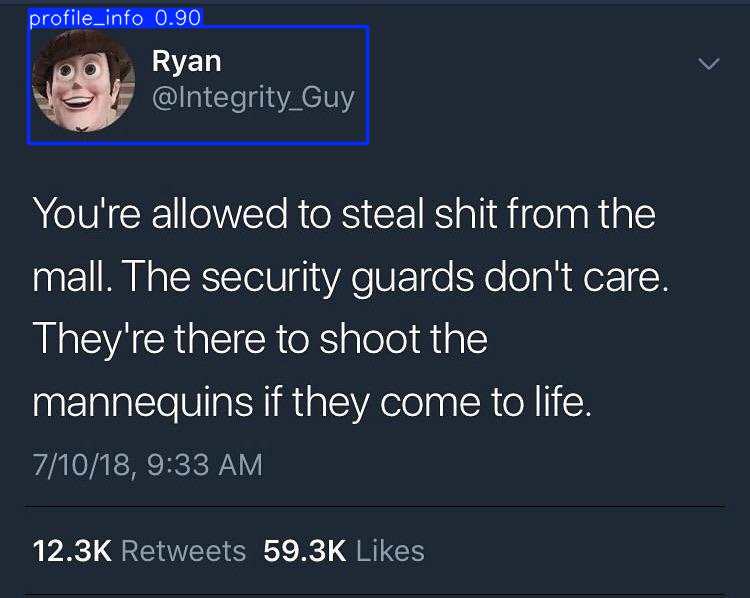 profile_info 0.90
Ryan
@Integrity_Guy
You're allowed to steal shit from the
mall. The security guards don't care.
They're there to shoot the
mannequins if they come to life.
7/10/18, 9:33 AM
12.3K Retweets 59.3K Likes